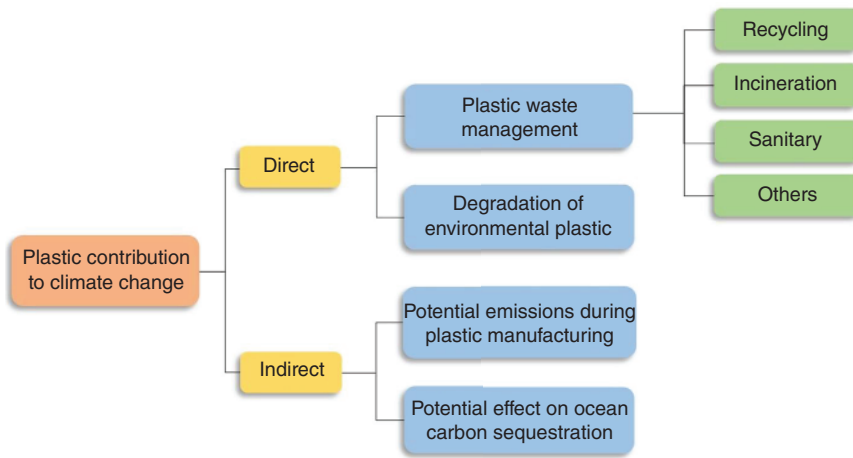 Plastic contribution
to climate change
Direct
Plastic waste
management
Recycling
Incineration
Sanitary
Others
Degradation of
environmental plastic
Indirect
Potential emissions during
plastic manufacturing
Potential effect on ocean
carbon sequestration